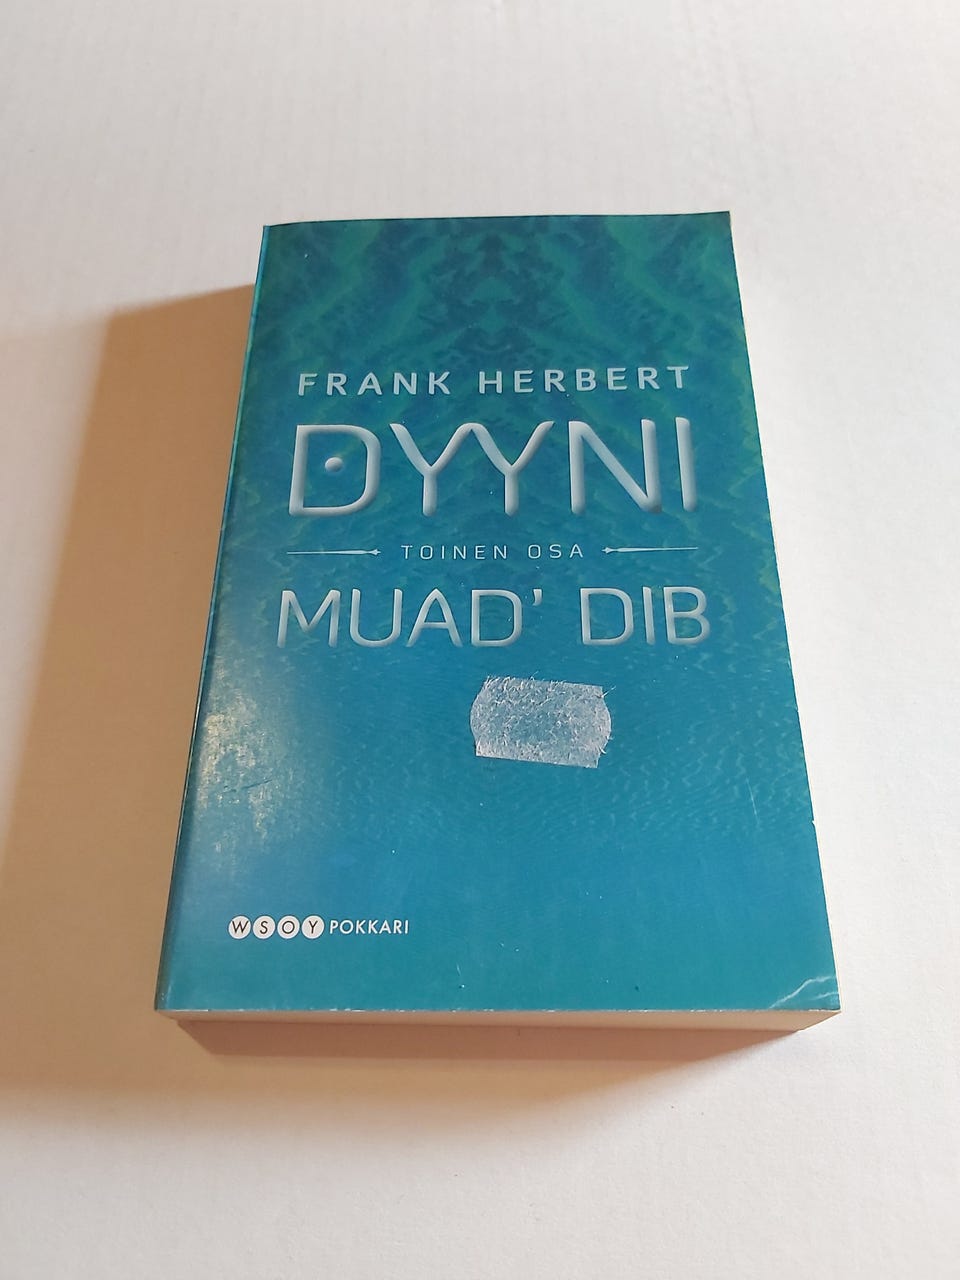 FRANK HERBERT
DYYNI
TOINEN OSA
MUAD' DIB
WSOY POKKARI